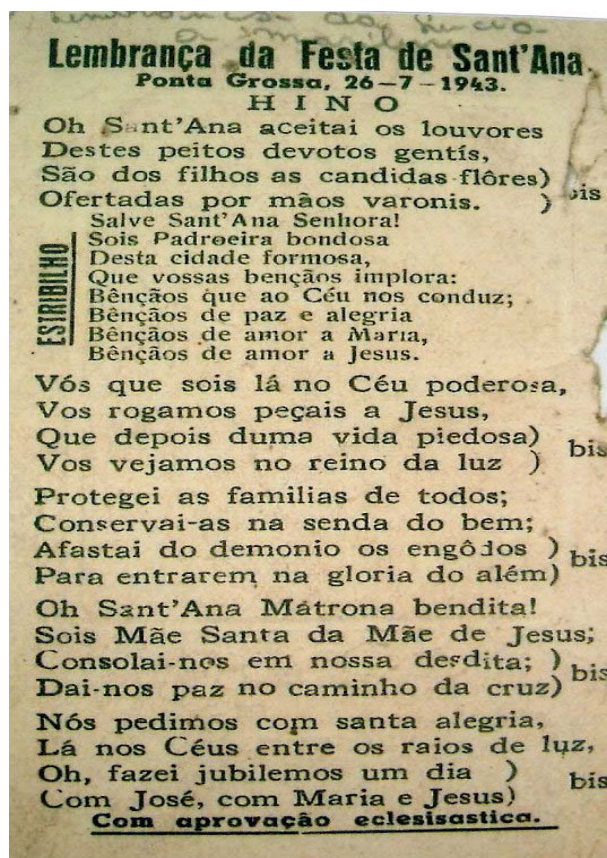 Lembrança da Festa de Sant'Ana.
Ponta Grossa, 26-7-1943.
HINO
Oh Sant'Ana aceitai os louvores
Destes peitos devotos gentís,
São dos filhos as candidas flôres)
Ofertadas por mãos varonis. ) bis
ESTRIBILHO
Salve Sant'Ana Senhora!
Sois Padroeira bondosa
Desta cidade formosa,
Que vossas bençãos implora:
Bênçãos que ao Céu nos conduz;
Bênçãos de paz e alegria
Bênçãos de amor a Maria,
Bênçãos de amor a Jesus.
Vós que sois lá no Céu poderosa,
Vos rogamos peçais a Jesus,
Que depois duma vida piedosa)
Vos vejamos no reino da luz ) bis
Protegei as familias de todos;
Conservai-as na senda do bem;
Afastai do demonio os engôdos )
Para entrarem na gloria do além) bis
Oh Sant'Ana Matrona bendita!
Sois Mãe Santa da Mãe de Jesus;
Consolai-nos em nossa desdita; )
Dai-nos paz no caminho da cruz) bis
Nós pedimos com santa alegria,
Lá nos Céus entre os raios de luz,
Oh, fazei jubilemos um dia )
Com José, com Maria e Jesus) bis
Com aprovação eclesisastica.